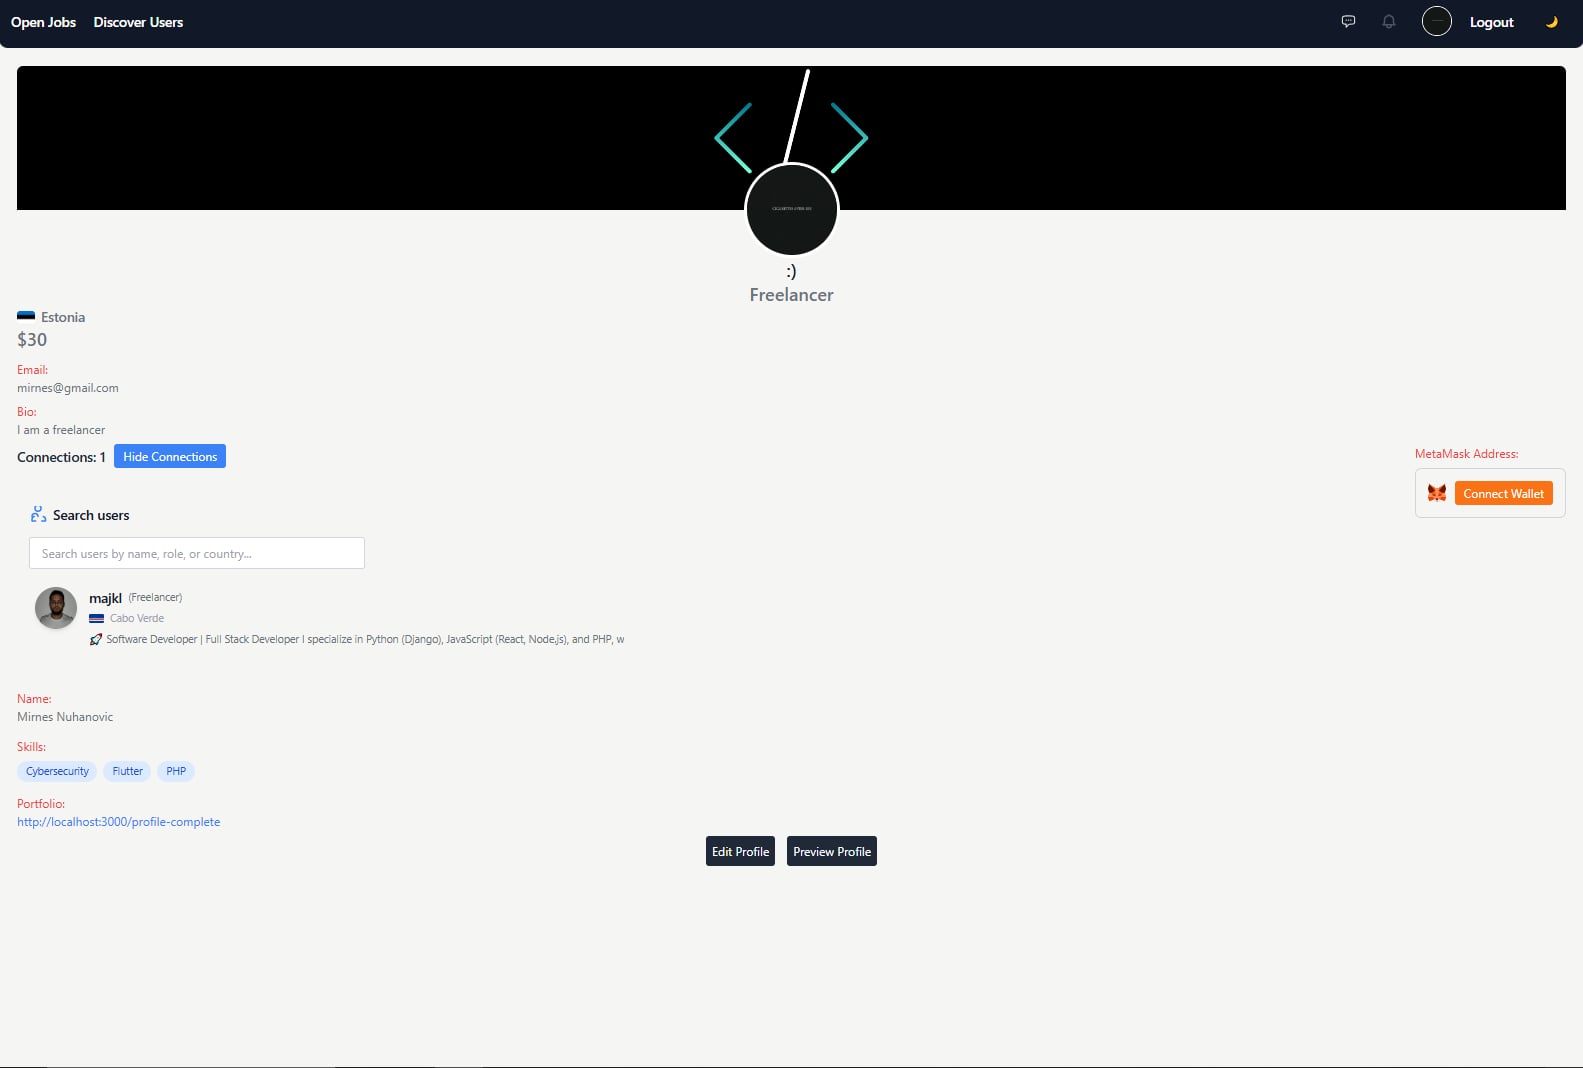 Open Jobs Discover Users Logout
:)
Freelancer
Estonia
$30
Email:
mirnes@gmail.com
Bio:
I am a freelancer
Connections: 1 Hide Connections
MetaMask Address:
Connect Wallet
Search users
Search users by name, role, or country...
majkl (Freelancer)
Cabo Verde
🚀 Software Developer | Full Stack Developer I specialize in Python (Django), JavaScript (React, Node.js), and PHP, w
Name:
Mirnes Nuhanovic
Skills:
Cybersecurity Flutter PHP
Portfolio:
http://localhost:3000/profile-complete
Edit Profile Preview Profile